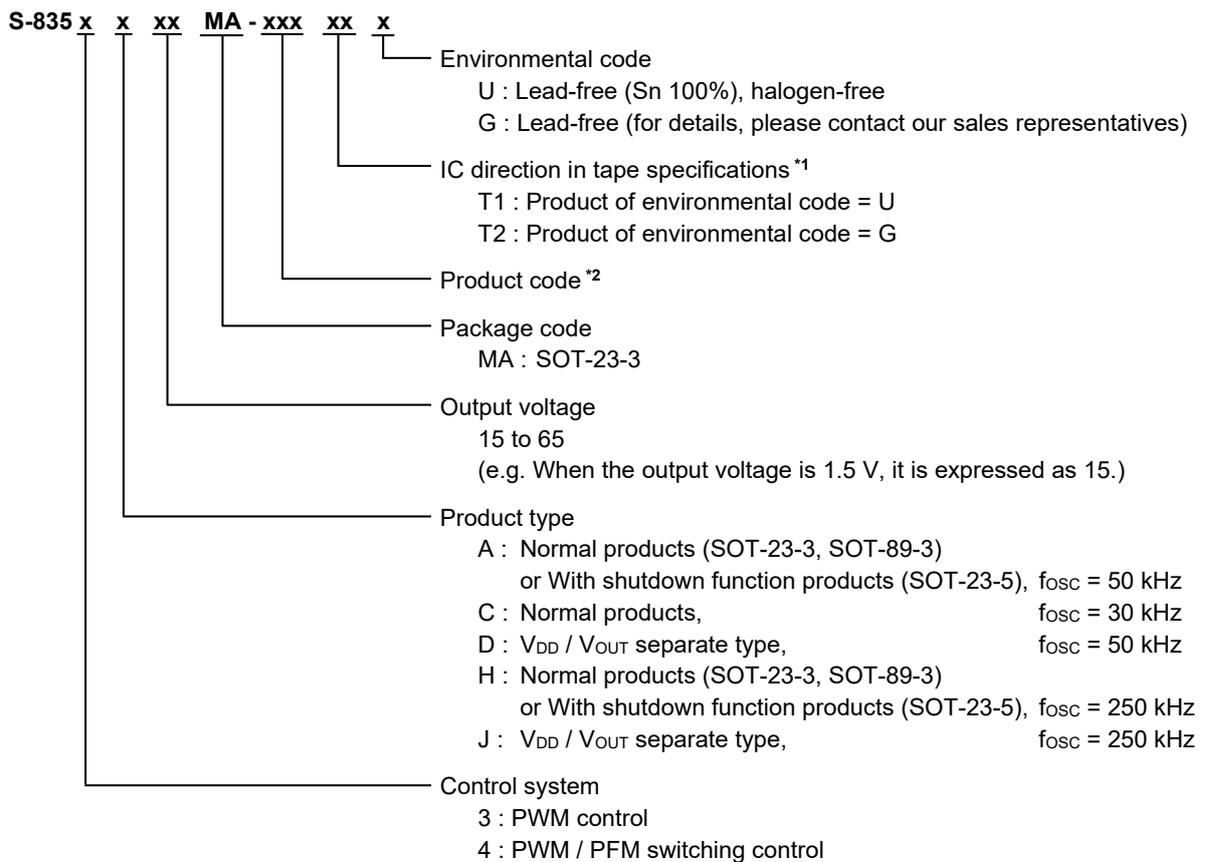 S-835 x x xx MA - xxx xx x
Environmental code
U : Lead-free (Sn 100%), halogen-free
G : Lead-free (for details, please contact our sales representatives)
IC direction in tape specifications *1
T1 : Product of environmental code = U
T2 : Product of environmental code = G
Product code *2
Package code
MA : SOT-23-3
Output voltage
15 to 65
(e.g. When the output voltage is 1.5 V, it is expressed as 15.)
Product type
A : Normal products (SOT-23-3, SOT-89-3)
or With shutdown function products (SOT-23-5), fosc = 50 kHz
C : Normal products, fosc = 30 kHz
D : VDD / VOUT separate type, fosc = 50 kHz
H : Normal products (SOT-23-3, SOT-89-3)
or With shutdown function products (SOT-23-5), fosc = 250 kHz
J : VDD / VOUT separate type, fosc = 250 kHz
Control system
3 : PWM control
4 : PWM / PFM switching control